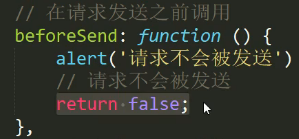 // 在请求发送之前调用
beforeSend: function () {
alert('请求不会被发送')
// 请求不会被发送
return false;
},